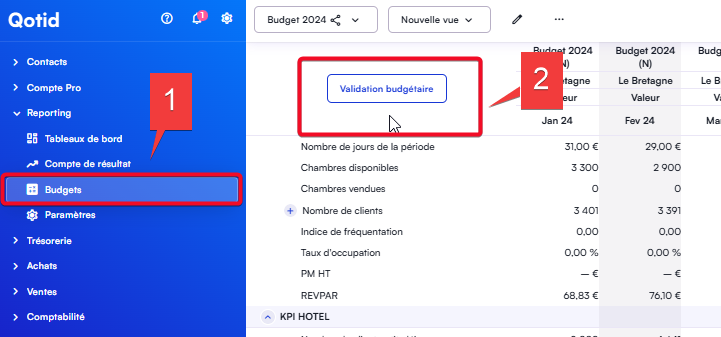 Qotid
1
Budget 2024
Nouvelle vue
...
Contacts
Compte Pro
Reporting
Tableaux de bord
Compte de résultat
Budgets
Paramètres
Trésorerie
Achats
Ventes
Comptabilité
1
2
Validation budgétaire
Budget 2024 Budget 2024
(N) (N)
Le Bretagne
Valeur
Jan 24 Fev 24
Nombre de jours de la période 31,00 € 29,00 €
Chambres disponibles 3 300 2 900
Chambres vendues 0 0
Nombre de clients 3 401 3 391
Indice de fréquentation 0,00 0,00
Taux d'occupation 0,00 % 0,00 %
PM HT – € – €
REVPAR 68,83 € 76,10 €
KPI HOTEL